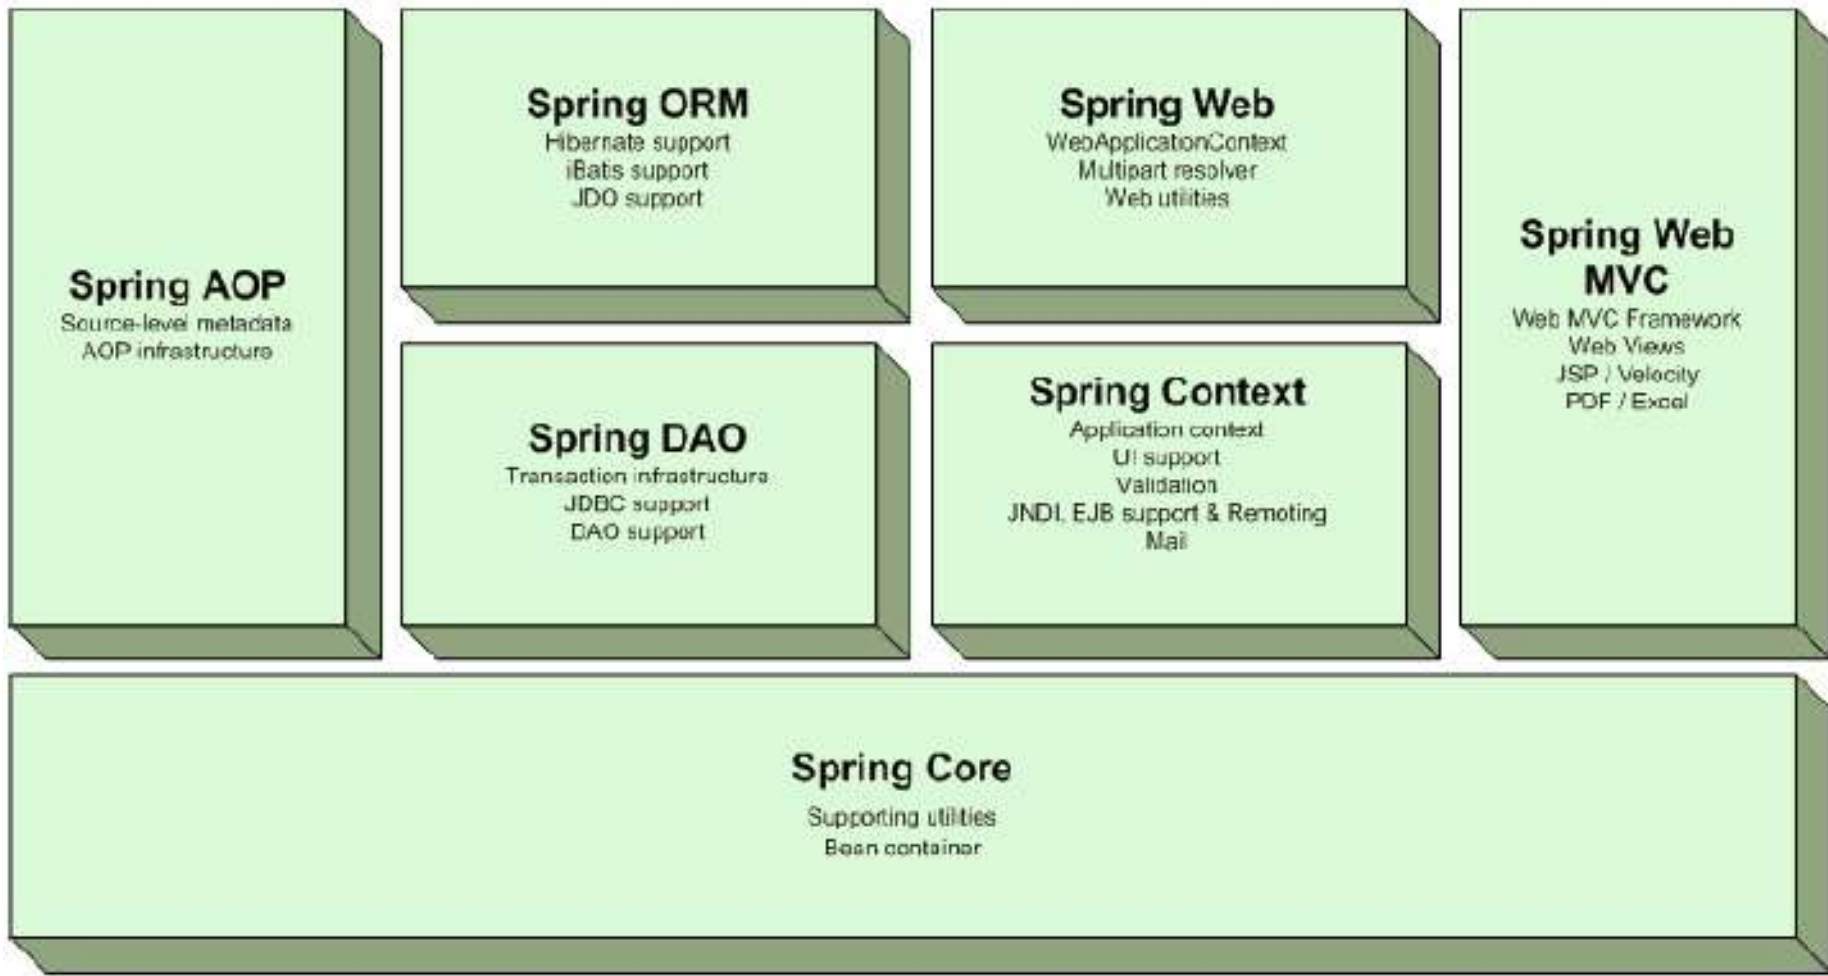 Spring AOP
Source-level metadata
AOP infrastructure
Spring ORM
Hibernate support
iBatis support
JDO support
Spring Web
WebApplicationContext
Multipart resolver
Web utilities
Spring DAO
Transaction infrastructure
JDBC support
DAO support
Spring Context
Application context
UI support
Validation
JNDI, EJB support & Remoting
Mail
Spring Web
MVC
Web MVC Framework
Web Views
JSP / Velocity
PDF / Excel
Spring Core
Supporting utilities
Bean container